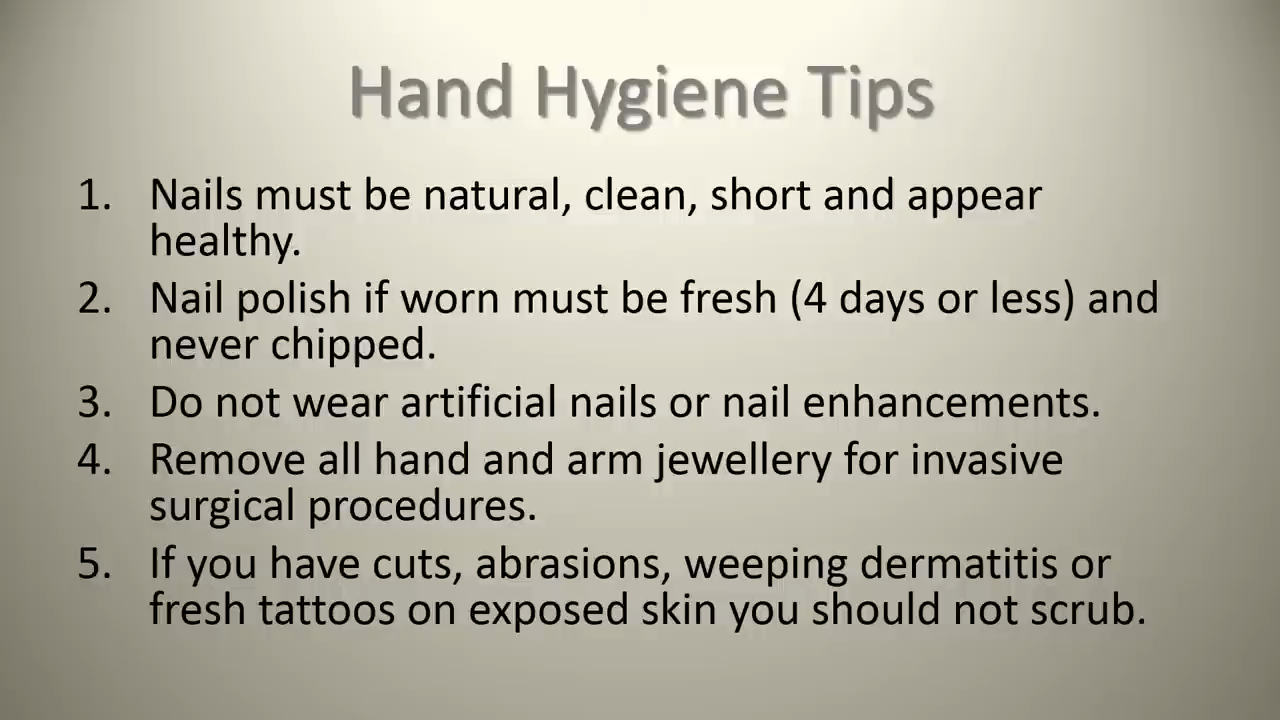 Hand Hygiene Tips
1. Nails must be natural, clean, short and appear
healthy.
2. Nail polish if worn must be fresh (4 days or less) and
never chipped.
3. Do not wear artificial nails or nail enhancements.
4. Remove all hand and arm jewellery for invasive
surgical procedures.
5. If you have cuts, abrasions, weeping dermatitis or
fresh tattoos on exposed skin you should not scrub.